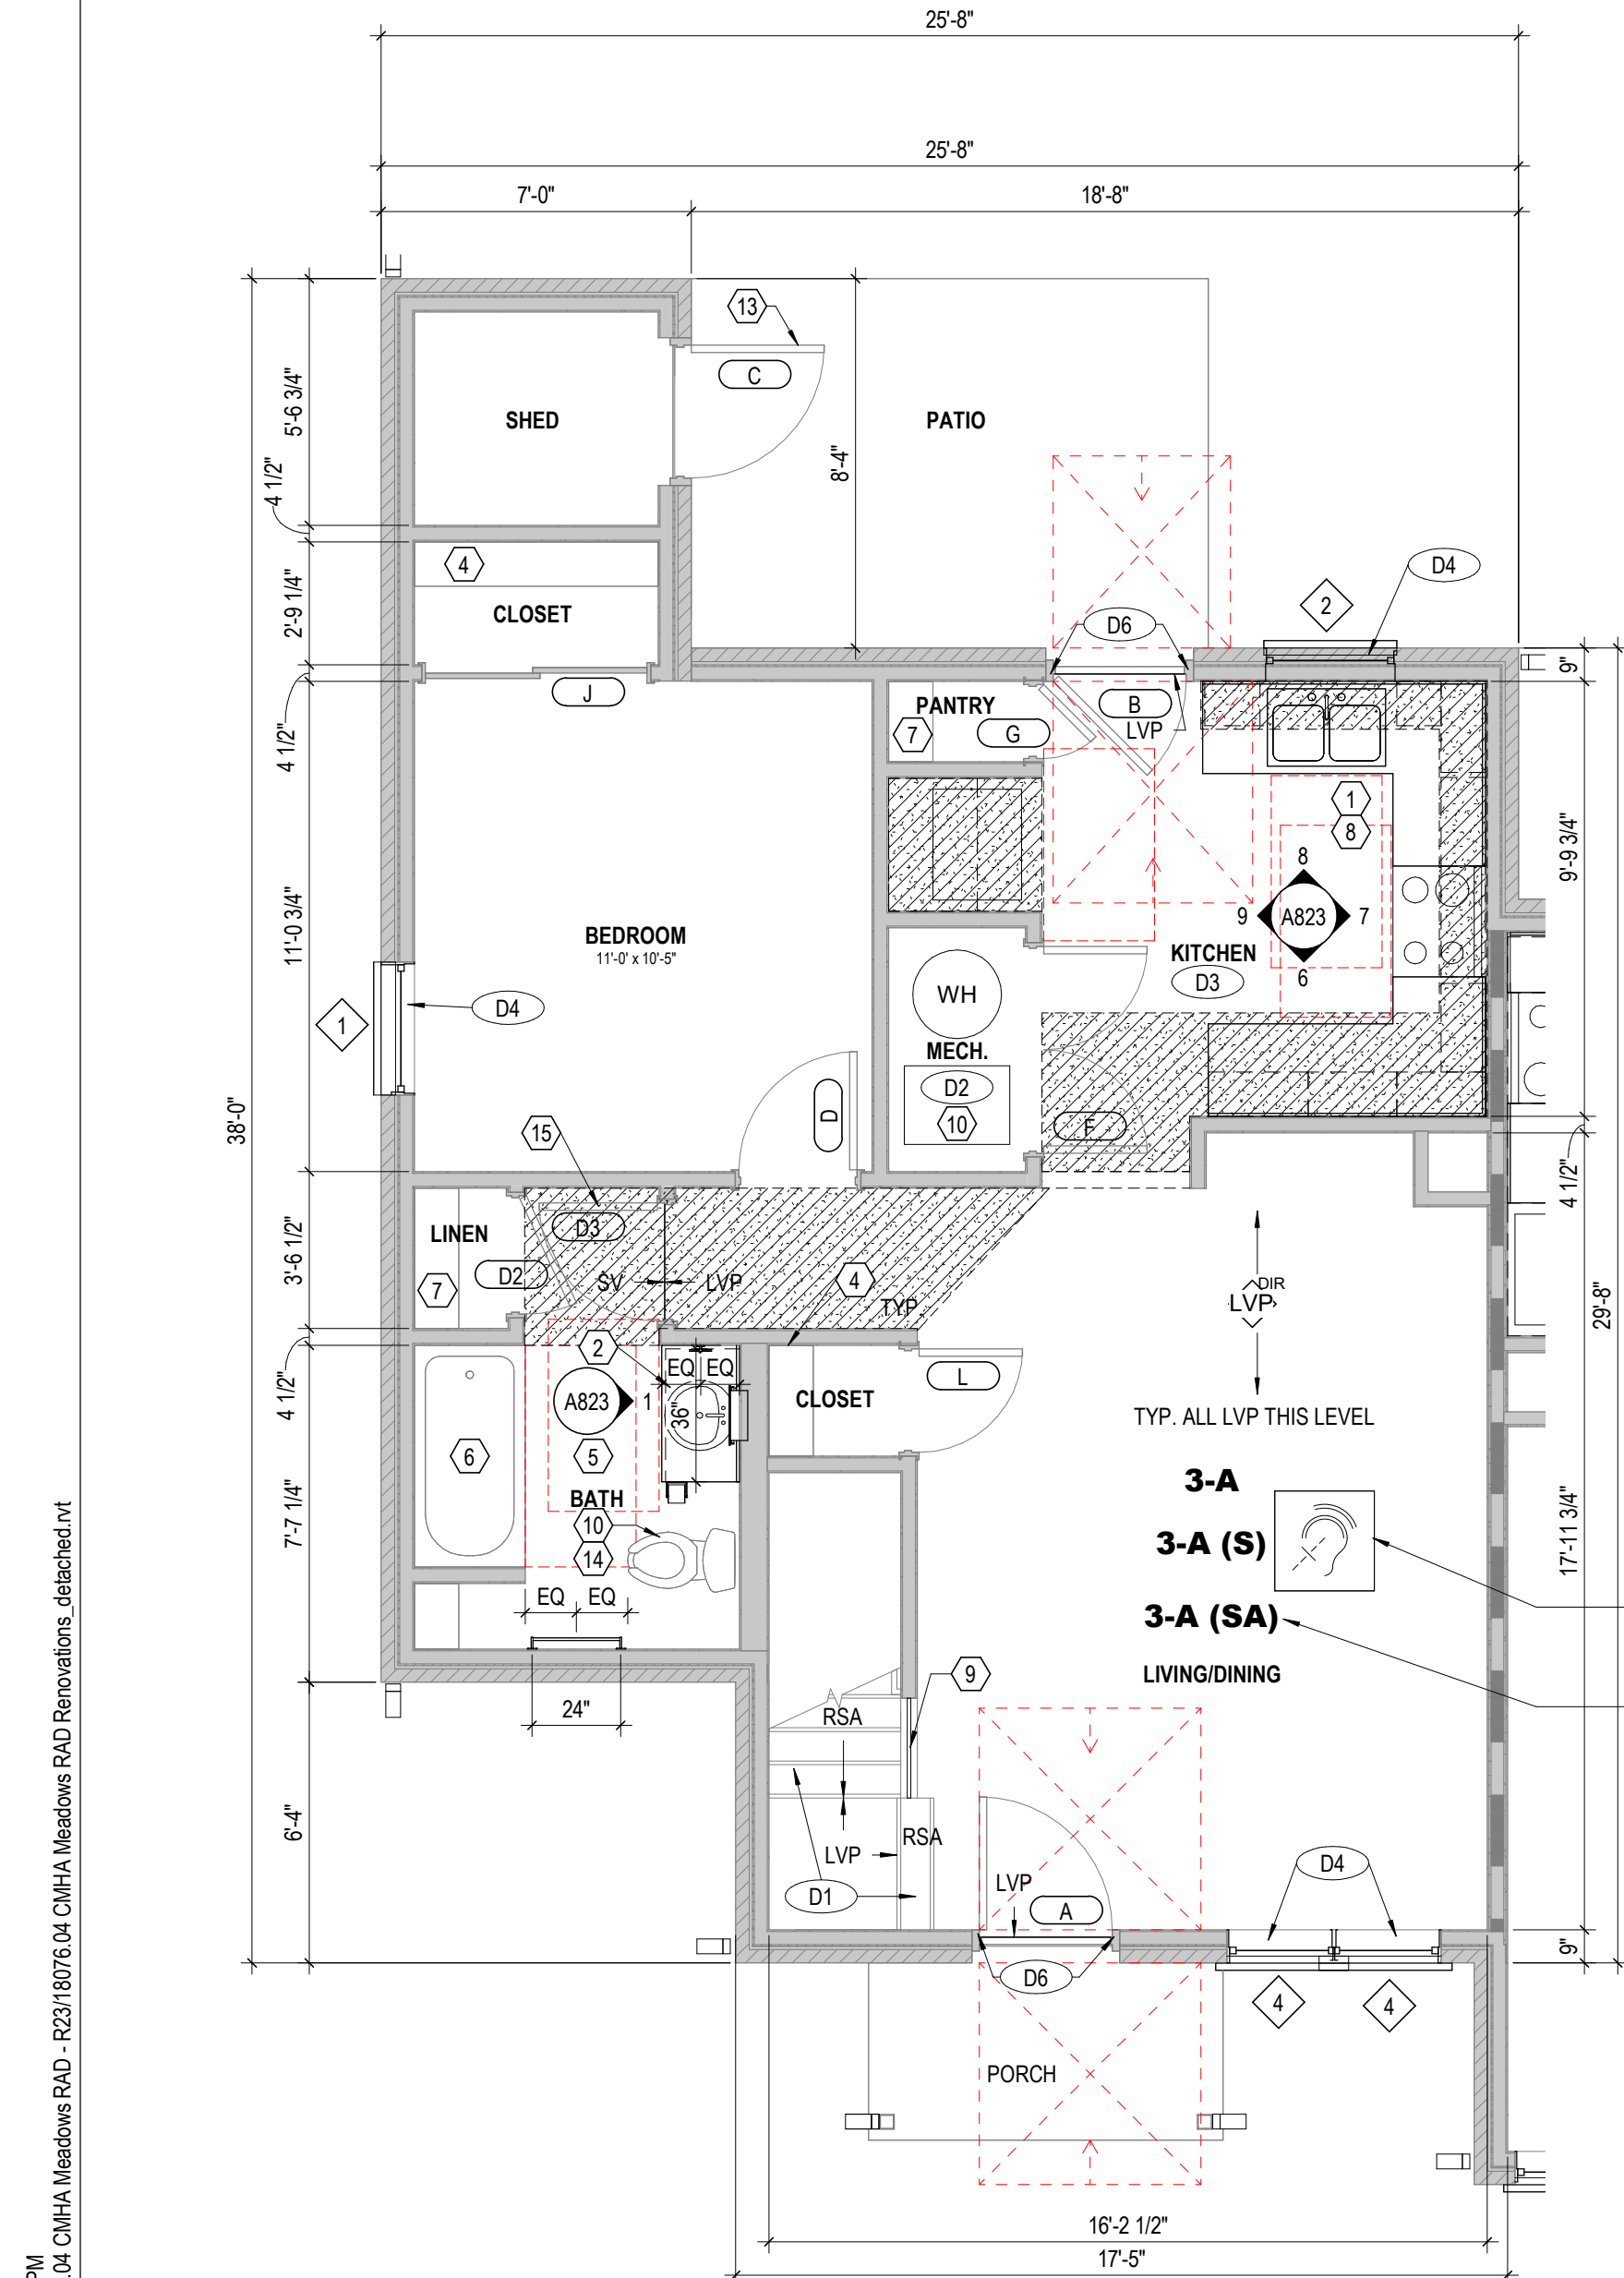 25'-8"
25'-8"
7'-0"
18'-8"
13
C
5'-6 3/4"
SHED
PATIO
8'-4"
4 1/2"
4
D4
2
2'-9 1/4"
CLOSET
D6
9"
J
PANTRY
B
7
G
LVP
4 1/2"
1
8
9'-9 3/4"
8
11'-0 3/4"
BEDROOM
11'-0' x 10'-5"
9
A823
7
KITCHEN
6
D3
WH
D4
1
MECH.
D2
10
38'-0"
D
F
15
4 1/2"
LINEN
D3
3'-6 1/2"
D2
7
SV
LVP
4
TYP
DIR
LVP
29'-8"
2
EQ
EQ
L
4 1/2"
A823
1
36"
CLOSET
TYP. ALL LVP THIS LEVEL
6
5
3-A
BATH
7'-7 1/4"
10
14
3-A (S)
17'-11 3/4"
EQ
EQ
3-A (SA)
9
LIVING/DINING
24"
RSA
6'-4"
RSA
LVP
D1
LVP
A
D4
D6
9"
4
4
PORCH
16'-2 1/2"
17'-5"
PM
.04 CMHA Meadows RAD - R23/18076.04 CMHA Meadows RAD Renovations_detached.rvt